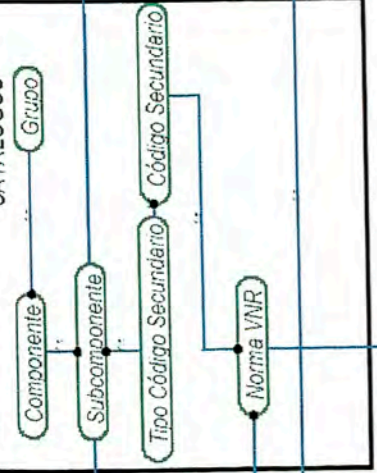 Grupo
Componente
Subcomponente
Código Secundario
Tipo Código Secundario
Norma VNR